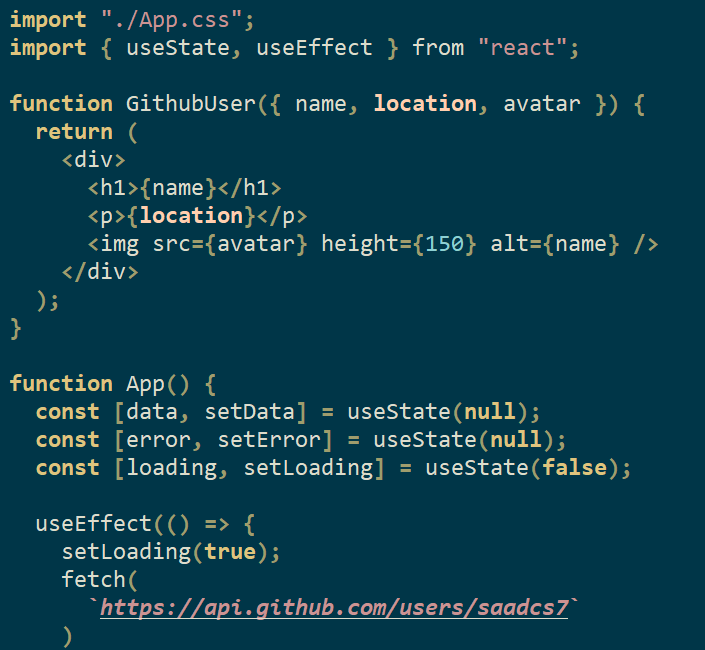 import "./App.css";
import { useState, useEffect } from "react";

function GithubUser({ name, location, avatar }) {
  return (
    <div>
      <h1>{name}</h1>
      <p>{location}</p>
      <img src={avatar} height={150} alt={name} />
    </div>
  );
}

function App() {
  const [data, setData] = useState(null);
  const [error, setError] = useState(null);
  const [loading, setLoading] = useState(false);

  useEffect(() => {
    setLoading(true);
    fetch(
      `https://api.github.com/users/saadcs7`
    )